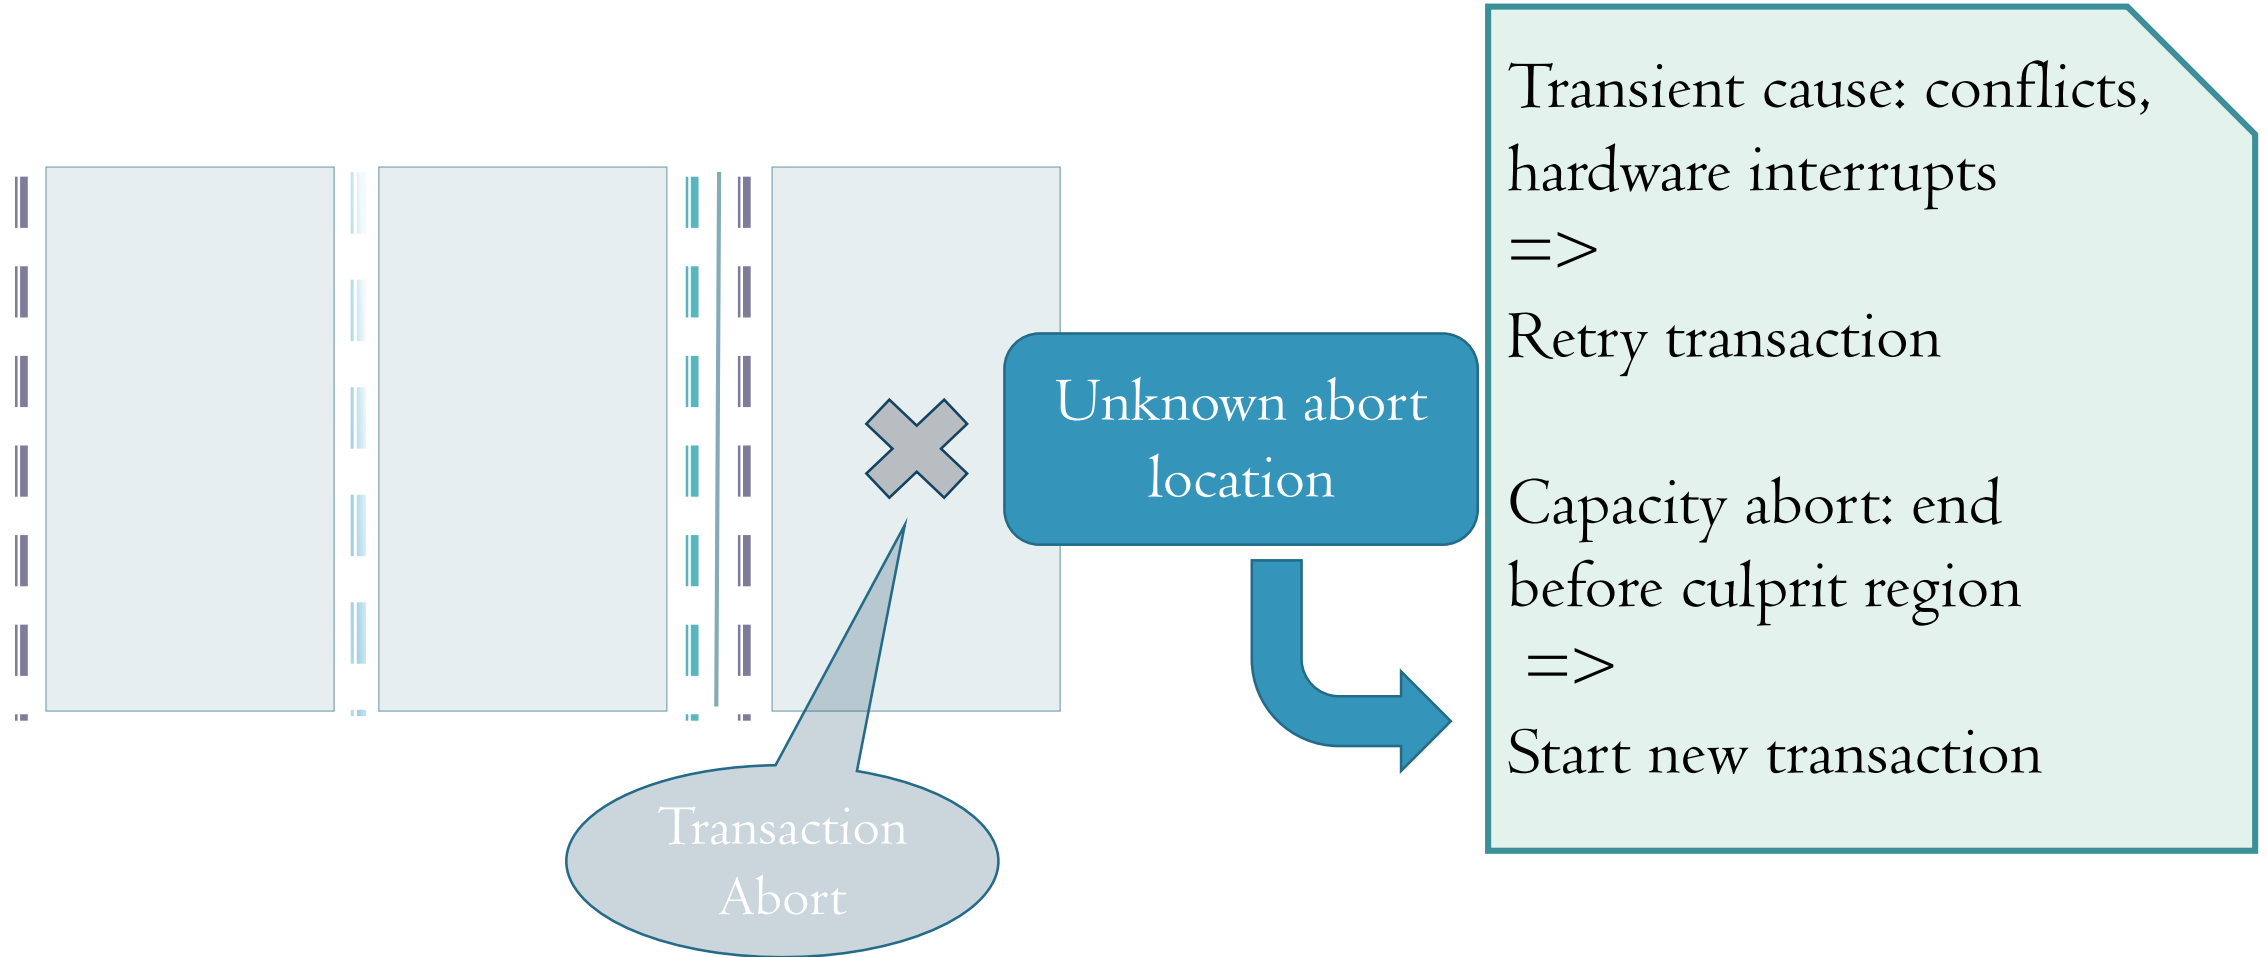 Transient cause: conflicts,
hardware interrupts
=>
Retry transaction
Capacity abort: end
before culprit region
=>
Start new transaction
Unknown abort
location
Transaction
Abort